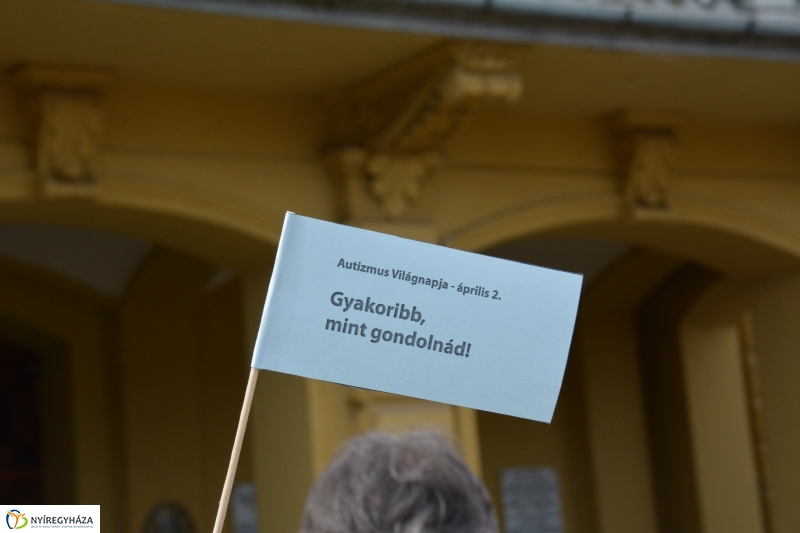 Autizmus Világnapja - április 2.
Gyakoribb,
mint gondolnád!
NYÍREGYHÁZA